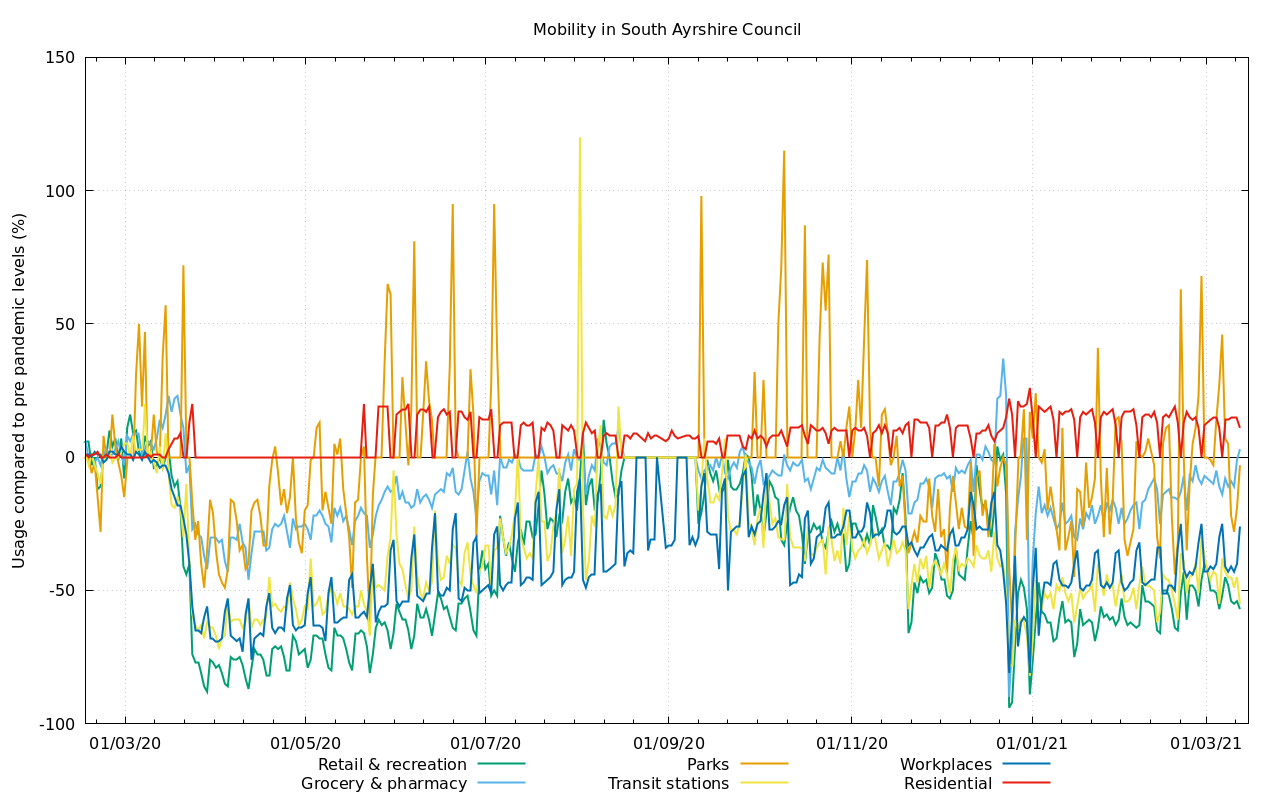 Mobility in South Ayrshire Council
Usage compared to pre pandemic levels (%)
150
100
50
0
-50
-100
01/03/20 01/05/20 01/07/20 01/09/20 01/11/20 01/01/21 01/03/21
Retail & recreation Parks Workplaces
Grocery & pharmacy Transit stations Residential